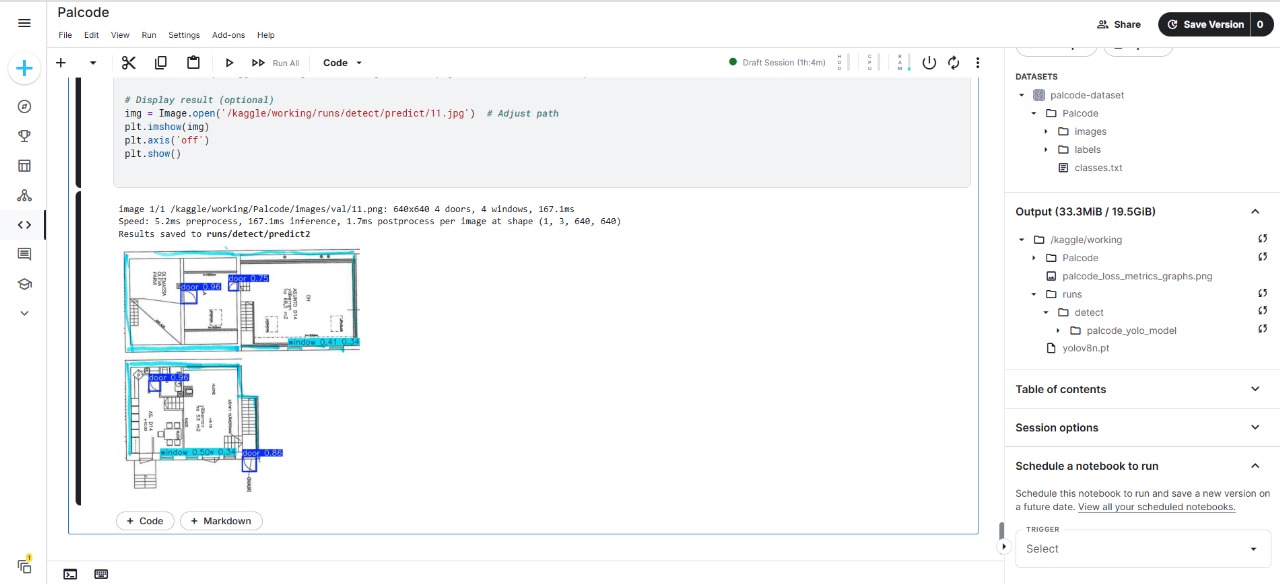 Palcode
File Edit View Run Settings Add-ons Help
Share
Save Version 0
Run All
Code
Draft Session (1h:4m)
# Display result (optional)
img = Image.open('/kaggle/working/runs/detect/predict/11.jpg') # Adjust path
plt.imshow(img)
plt.axis('off')
plt.show()
image 1/1 /kaggle/working/Palcode/images/val/11.png: 640x640 4 doors, 4 windows, 167.1ms
Speed: 5.2ms preprocess, 167.1ms inference, 1.7ms postprocess per image at shape (1, 3, 640, 640)
Results saved to runs/detect/predict2
door 0.75
door 0.96
window 0.41 0.34
door 0.96
window 0.50w 0.34
door 0.86
+ Code
+ Markdown
DATASETS
palcode-dataset
Palcode
images
labels
classes.txt
Output (33.3MiB / 19.5GiB)
/kaggle/working
Palcode
palcode_loss_metrics_graphs.png
runs
detect
palcode_yolo_model
yolov8n.pt
Table of contents
Session options
Schedule a notebook to run
Schedule this notebook to run and save a new version on
a future date. View all your scheduled notebooks.
TRIGGER
Select
1